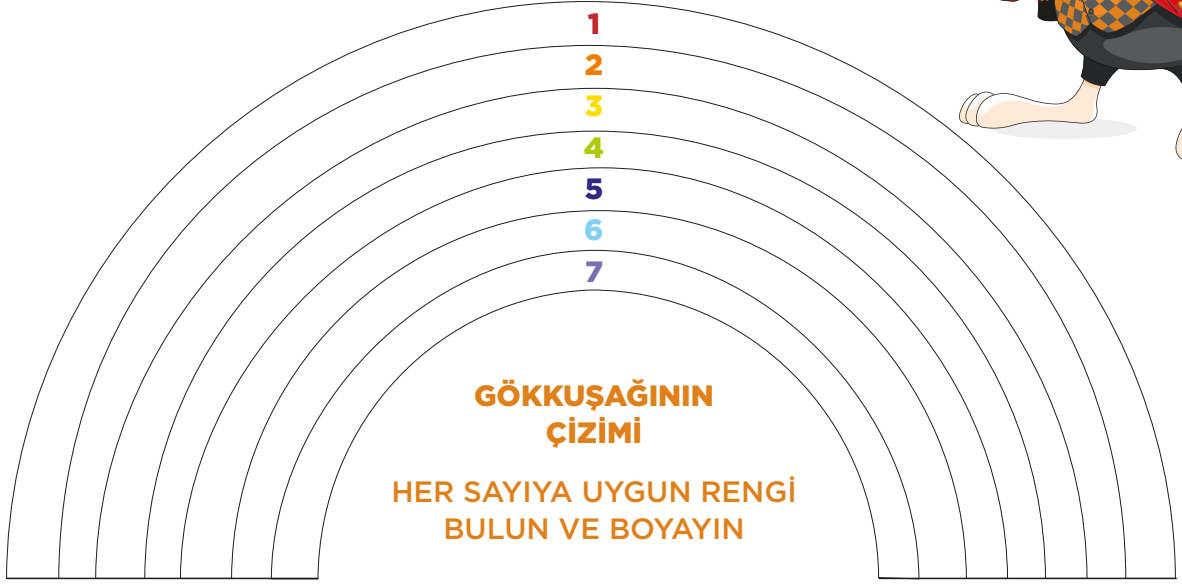 1
2
3
4
5
6
7
GÖKKUŞAĞININ
ÇİZİMİ
HER SAYIYA UYGUN RENGİ
BULUN VE BOYAYIN